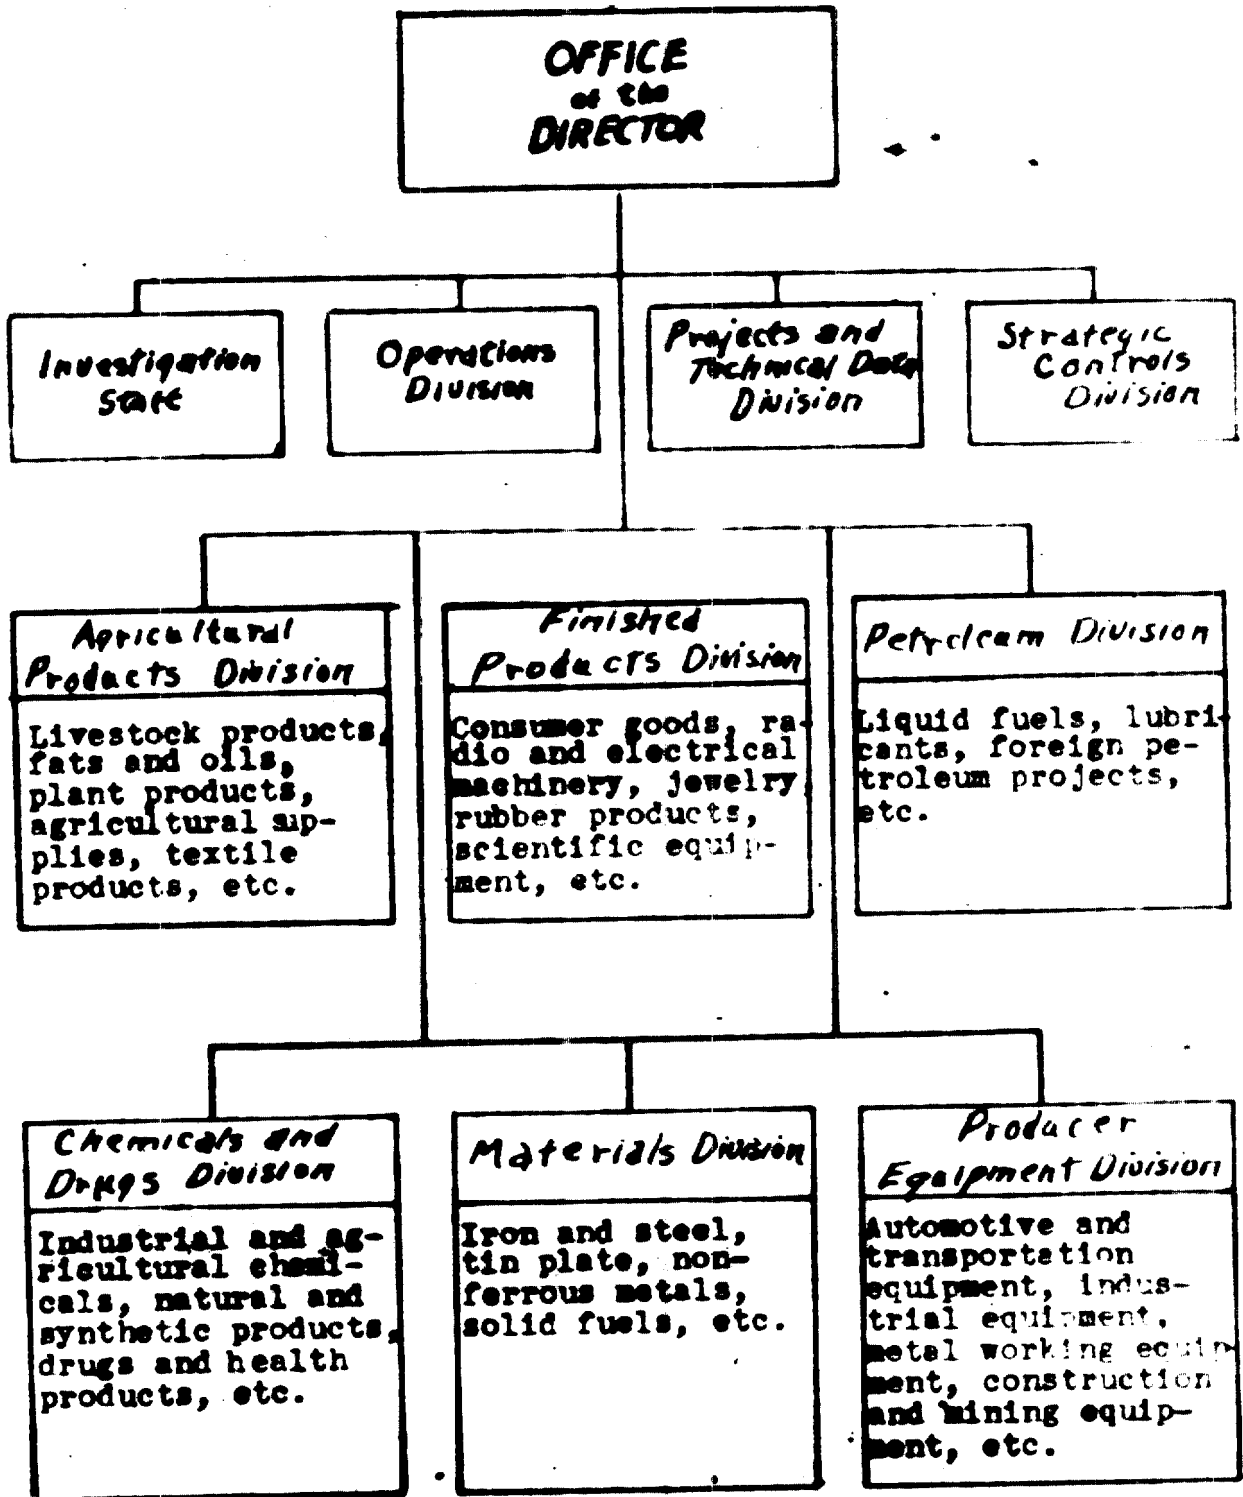 OFFICE
of the
DIRECTOR
Investigation
Staff
Operations
Division
Projects and
Technical Data
Division
Strategic
Controls
Division
Agricultural
Products Division
Livestock products,
fats and oils,
plant products,
agricultural sup-
plies, textile
products, etc.
Finished
Products Division
Consumer goods, ra-
dio and electrical
machinery, jewelry
rubber products,
scientific equip-
ment, etc.
Petroleum Division
Liquid fuels, lubri-
cants, foreign pe-
troleum projects,
etc.
Chemicals and
Drugs Division
Industrial and ag-
ricultural chemi-
cals, natural and
synthetic products,
drugs and health
products, etc.
Materials Division
Iron and steel,
tin plate, non-
ferrous metals,
solid fuels, etc.
Producer
Equipment Division
Automotive and
transportation
equipment, indus-
trial equipment,
metal working equip-
ment, construction
and mining equip-
ment, etc.